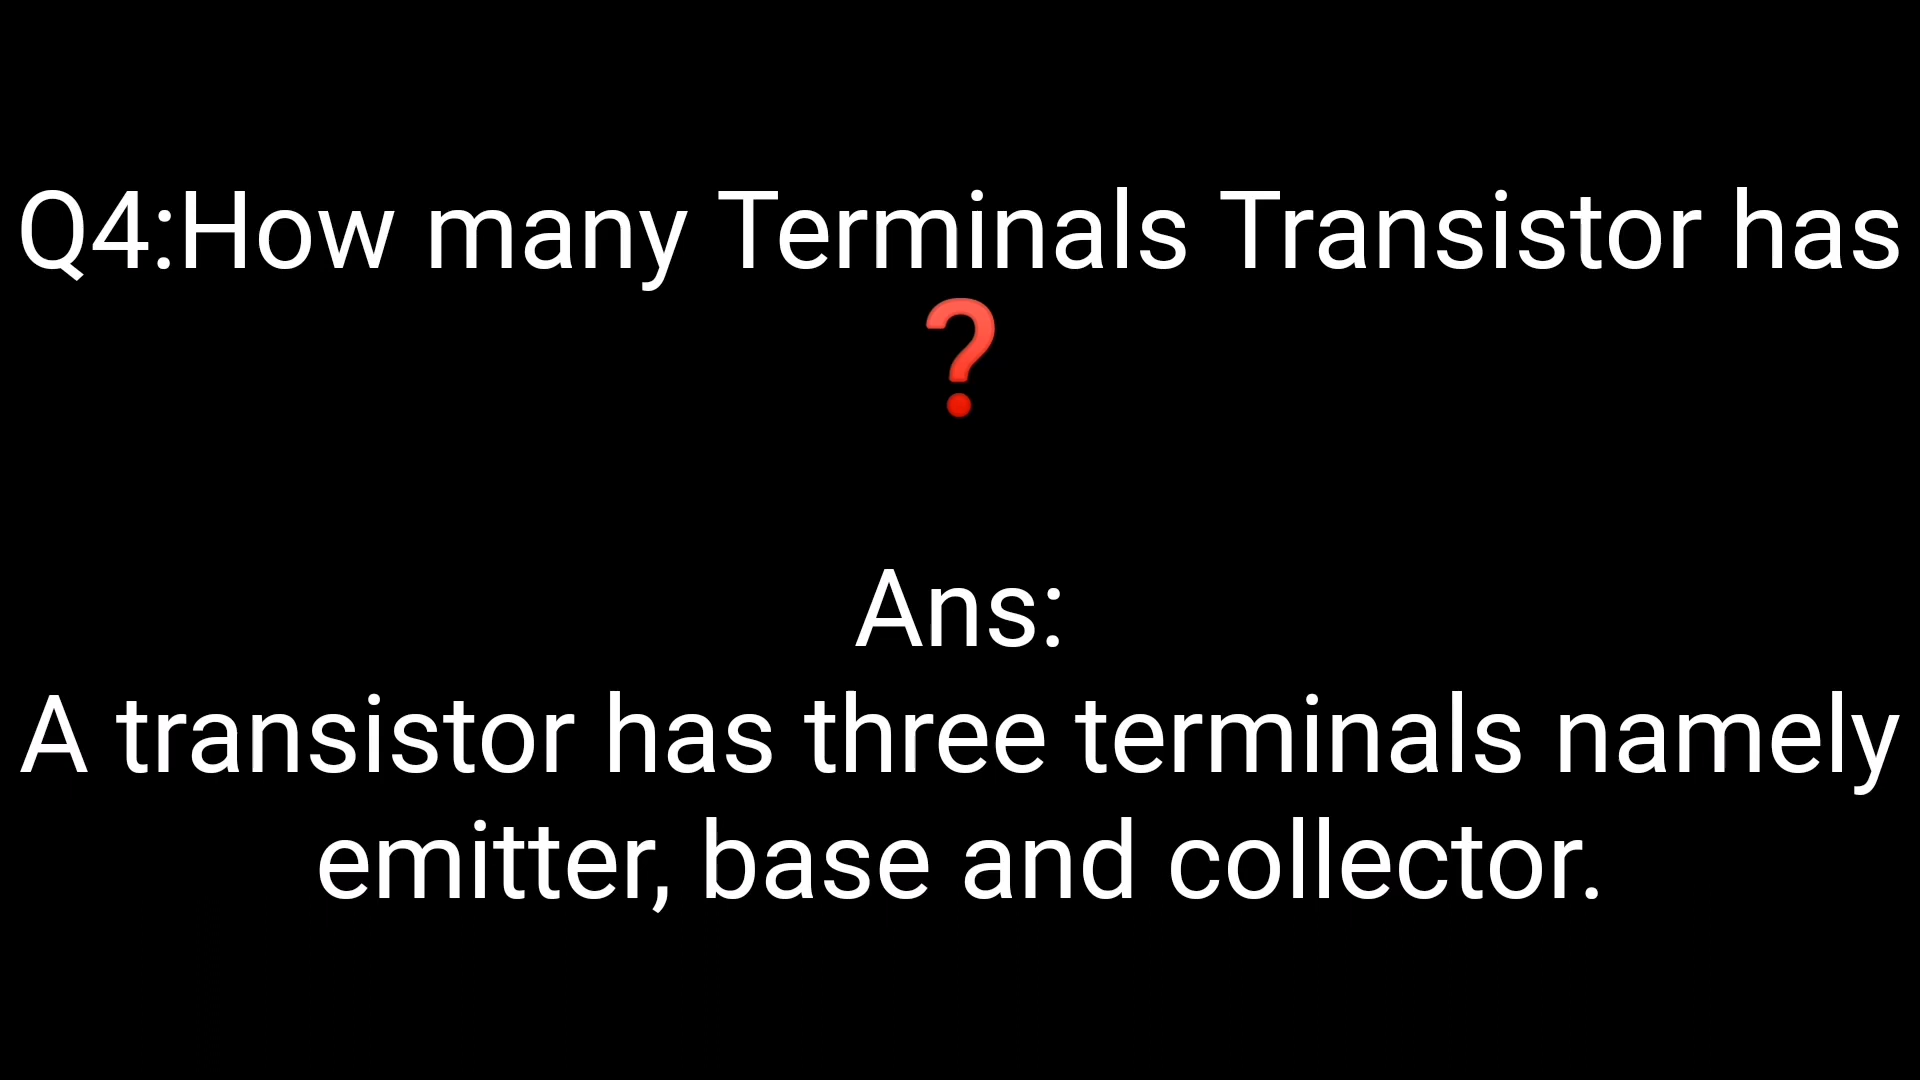 Q4:How many Terminals Transistor has
❓
Ans:
A transistor has three terminals namely
emitter, base and collector.